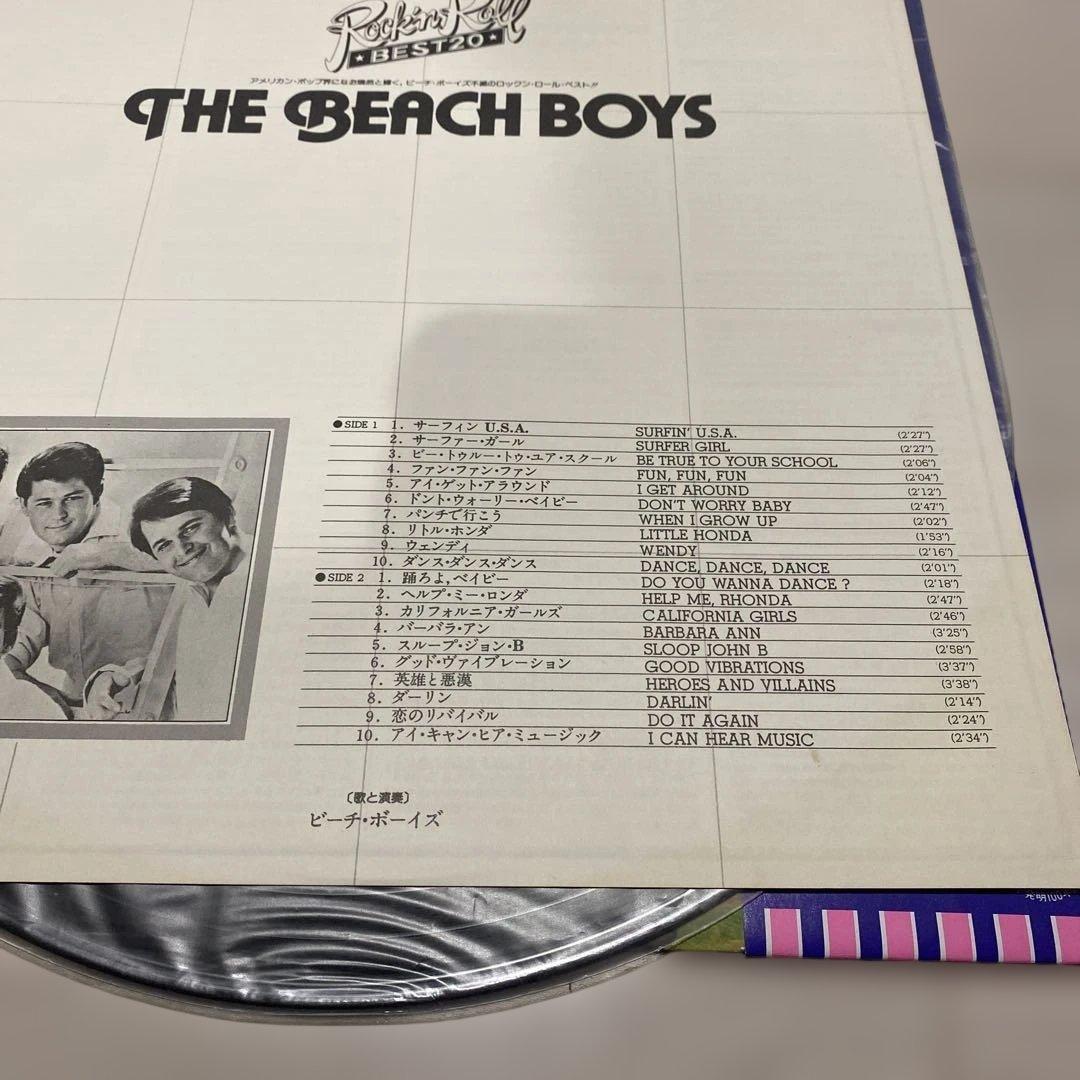 Rock'n Roll
★BEST20★
アメリカン・ポップ界になお燦然と輝く、ビーチ・ボーイズ不滅のロックン・ロール・ベスト!!
THE BEACH BOYS
●SIDE 1 1. サーフィン U.S.A. SURFIN' U.S.A. (2'27")
2. サーファー・ガール SURFER GIRL (2'27")
3. ビー・トゥルー・トゥ・ユア・スクール BE TRUE TO YOUR SCHOOL (2'06")
4. ファン・ファン・ファン FUN, FUN, FUN (2'04")
5. アイ・ゲット・アラウンド I GET AROUND (2'12")
6. ドント・ウォーリー・ベイビー DON'T WORRY BABY (2'47")
7. パンチで行こう WHEN I GROW UP (2'02")
8. リトル・ホンダ LITTLE HONDA (1'53")
9. ウェンディ WENDY (2'16")
10. ダンス・ダンス・ダンス DANCE, DANCE, DANCE (2'01")
●SIDE 2 1. 踊ろよ,ベイビー DO YOU WANNA DANCE ? (2'18")
2. ヘルプ・ミー・ロンダ HELP ME, RHONDA (2'47")
3. カリフォルニア・ガールズ CALIFORNIA GIRLS (2'46")
4. バーバラ・アン BARBARA ANN (3'25")
5. スループ・ジョン・B SLOOP JOHN B (2'58")
6. グッド・ヴァイブレーション GOOD VIBRATIONS (3'37")
7. 英雄と悪漢 HEROES AND VILLAINS (3'38")
8. ダーリン DARLIN' (2'14")
9. 恋のリバイバル DO IT AGAIN (2'24")
10. アイ・キャン・ヒア・ミュージック I CAN HEAR MUSIC (2'34")
〔歌と演奏〕
ビーチ・ボーイズ